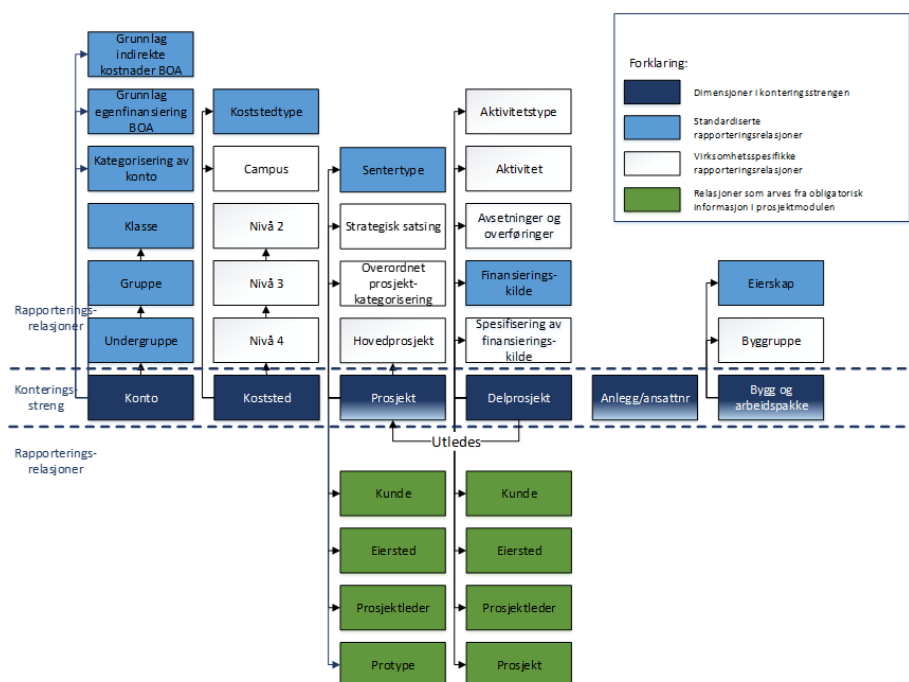 Grunnlag
indirekte
kostnader BOA
Grunnlag
egenfinansiering
BOA
Kategorisering av
konto
Klasse
Gruppe
Undergruppe
Koststedtype
Campus
Nivå 2
Nivå 3
Nivå 4
Sentertype
Strategisk satsing
Overordnet
prosjekt-
kategorisering
Hovedprosjekt
Aktivitetstype
Aktivitet
Avsetninger og
overføringer
Finansierings-
kilde
Spesifisering av
finansierings-
kilde
Eierskap
Byggruppe
Forklaring:
Dimensjoner i konteringsstrengen
Standardiserte
rapporteringsrelasjoner
Virksomhetsspesifikke
rapporteringsrelasjoner
Relasjoner som arves fra obligatorisk
informasjon i prosjektmodulen
Rapporterings-
relasjoner
Konterings-
streng
Konto
Koststed
Prosjekt
Delprosjekt
Anlegg/ansattnr
Bygg og
arbeidspakke
Utledes
Rapporterings-
relasjoner
Kunde
Eiersted
Prosjektleder
Protype
Kunde
Eiersted
Prosjektleder
Prosjekt